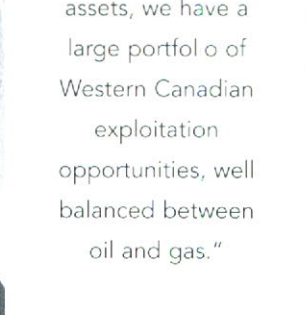 assets, we have a
large portfol o of
Western Canadian
exploitation
opportunities, well
balanced between
oil and gas."